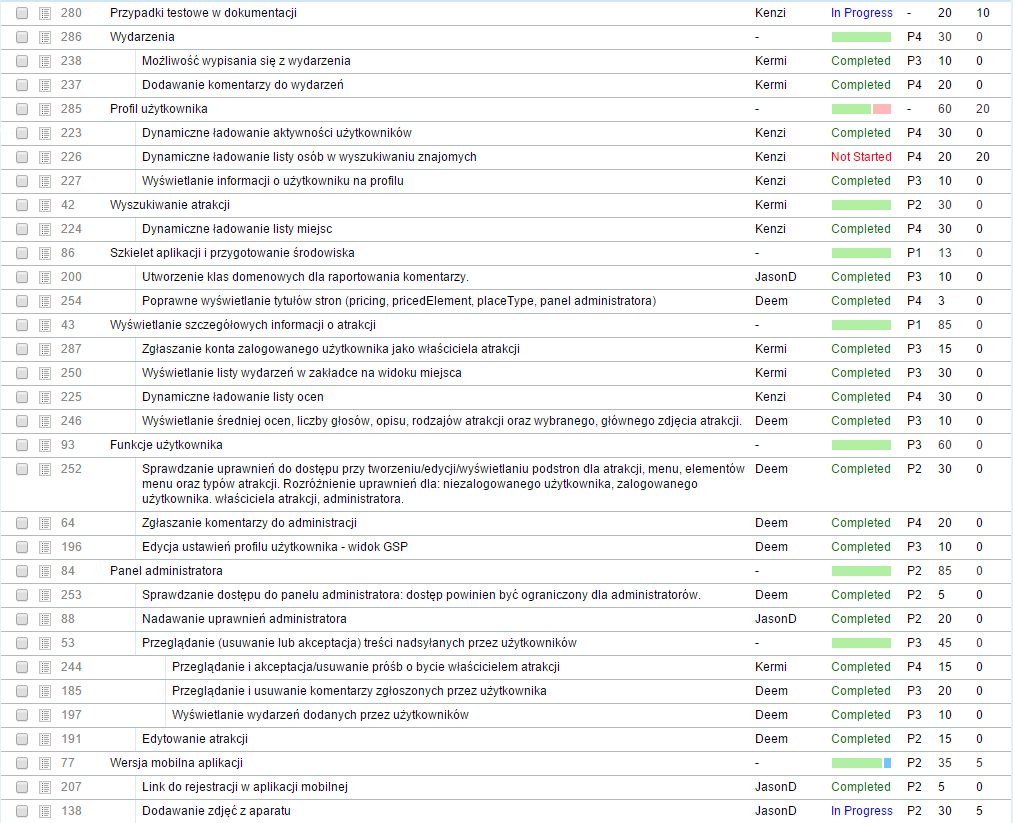 280 Przypadki testowe w dokumentacji Kenzi In Progress - 20 10
286 Wydarzenia - P4 30 0
238 Możliwość wypisania się z wydarzenia Kermi Completed P3 10 0
237 Dodawanie komentarzy do wydarzeń Kermi Completed P4 20 0
285 Profil użytkownika - - 60 20
223 Dynamiczne ładowanie aktywności użytkowników Kenzi Completed P4 30 0
226 Dynamiczne ładowanie listy osób w wyszukiwaniu znajomych Kenzi Not Started P4 20 20
227 Wyświetlanie informacji o użytkowniku na profilu Kenzi Completed P3 10 0
42 Wyszukiwanie atrakcji Kermi P2 30 0
224 Dynamiczne ładowanie listy miejsc Kenzi Completed P4 30 0
86 Szkielet aplikacji i przygotowanie środowiska - P1 13 0
200 Utworzenie klas domenowych dla raportowania komentarzy. JasonD Completed P3 10 0
254 Poprawne wyświetlanie tytułów stron (pricing, pricedElement, placeType, panel administratora) Deem Completed P4 3 0
43 Wyświetlanie szczegółowych informacji o atrakcji - P1 85 0
287 Zgłaszanie konta zalogowanego użytkownika jako właściciela atrakcji Kermi Completed P3 15 0
250 Wyświetlanie listy wydarzeń w zakładce na widoku miejsca Kermi Completed P3 30 0
225 Dynamiczne ładowanie listy ocen Kenzi Completed P4 30 0
246 Wyświetlanie średniej ocen, liczby głosów, opisu, rodzajów atrakcji oraz wybranego, głównego zdjęcia atrakcji. Deem Completed P3 10 0
93 Funkcje użytkownika - P3 60 0
252 Sprawdzanie uprawnień do dostępu przy tworzeniu/edycji/wyświetlaniu podstron dla atrakcji, menu, elementów Deem Completed P2 30 0
menu oraz typów atrakcji. Rozróżnienie uprawnień dla: niezalogowanego użytkownika, zalogowanego
użytkownika. właściciela atrakcji, administratora.
64 Zgłaszanie komentarzy do administracji Deem Completed P4 20 0
196 Edycja ustawień profilu użytkownika - widok GSP Deem Completed P3 10 0
84 Panel administratora - P2 85 0
253 Sprawdzanie dostępu do panelu administratora: dostęp powinien być ograniczony dla administratorów. Deem Completed P2 5 0
88 Nadawanie uprawnień administratora JasonD Completed P2 20 0
53 Przeglądanie (usuwanie lub akceptacja) treści nadsyłanych przez użytkowników - P3 45 0
244 Przeglądanie i akceptacja/usuwanie próśb o bycie właścicielem atrakcji Kermi Completed P4 15 0
185 Przeglądanie i usuwanie komentarzy zgłoszonych przez użytkownika Deem Completed P3 20 0
197 Wyświetlanie wydarzeń dodanych przez użytkowników Deem Completed P3 10 0
191 Edytowanie atrakcji Deem Completed P2 15 0
77 Wersja mobilna aplikacji - P2 35 5
207 Link do rejestracji w aplikacji mobilnej JasonD Completed P2 5 0
138 Dodawanie zdjęć z aparatu JasonD In Progress P2 30 5